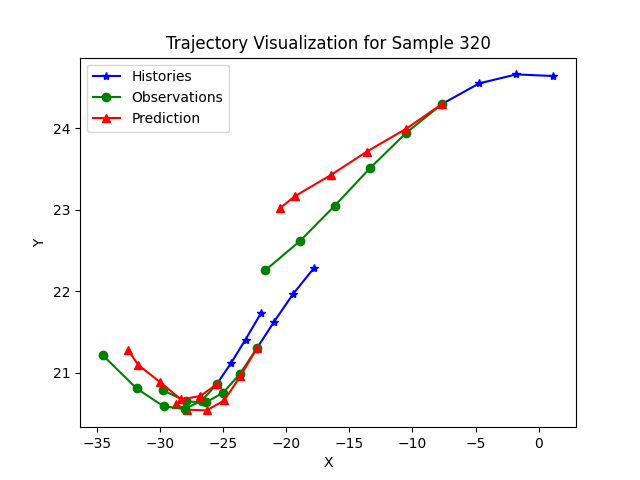 Trajectory Visualization for Sample 320
Histories
Observations
Prediction
Y
24
23
22
21
−35 −30 −25 −20 −15 −10 −5 0
X